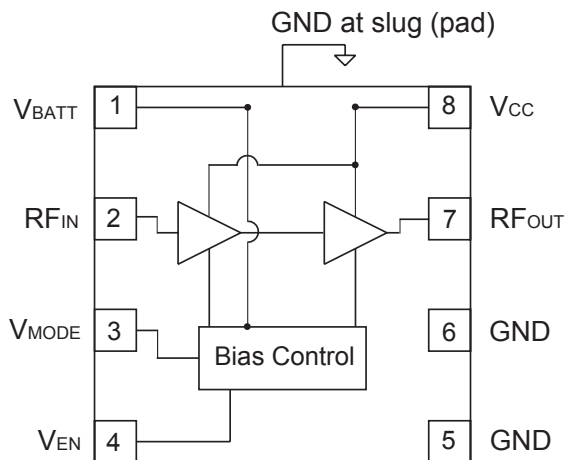 GND at slug (pad)
VBATT 1 8 VCC
RFIN 2 7 RFOUT
VMODE 3 6 GND
Bias Control
VEN 4 5 GND